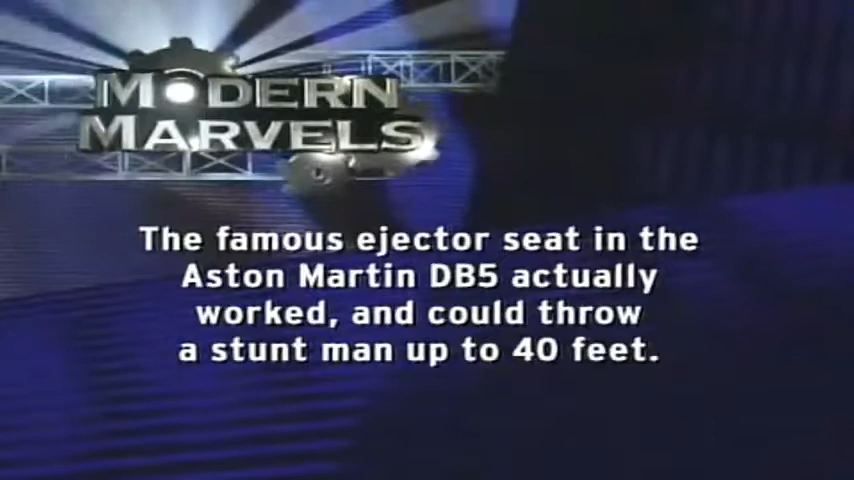 MODERN
MARVELS
The famous ejector seat in the
Aston Martin DB5 actually
worked, and could throw
a stunt man up to 40 feet.